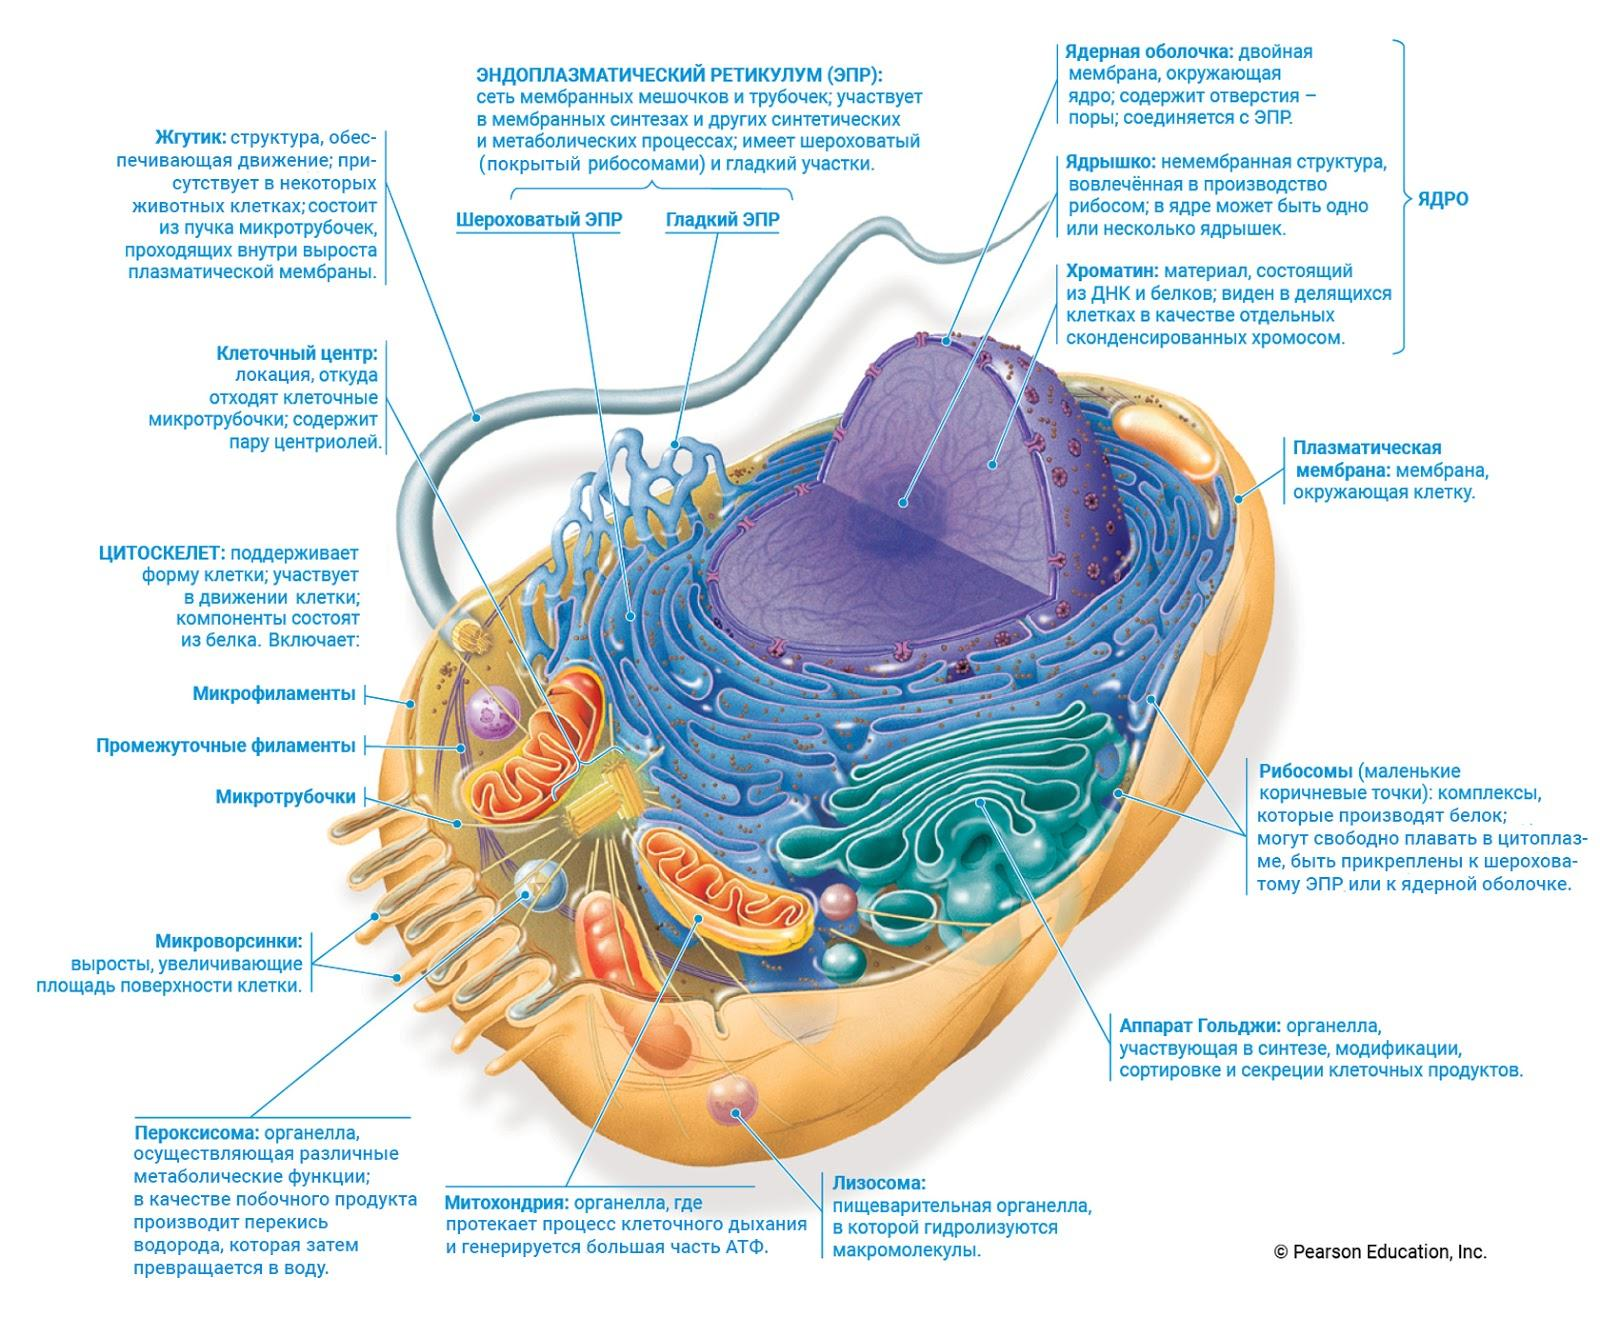 ЭНДОПЛАЗМАТИЧЕСКИЙ РЕТИКУЛУМ (ЭПР):
сеть мембранных мешочков и трубочек; участвует
в мембранных синтезах и других синтетических
и метаболических процессах; имеет шероховатый
(покрытый рибосомами) и гладкий участки.
Шероховатый ЭПР
Гладкий ЭПР
Ядерная оболочка: двойная
мембрана, окружающая
ядро; содержит отверстия –
поры; соединяется с ЭПР.
Ядрышко: немембранная структура,
вовлечённая в производство
рибосом; в ядре может быть одно
или несколько ядрышек.
Хроматин: материал, состоящий
из ДНК и белков; виден в делящихся
клетках в качестве отдельных
сконденсированных хромосом.
ЯДРО
Жгутик: структура, обес-
печивающая движение; при-
сутствует в некоторых
животных клетках; состоит
из пучка микротрубочек,
проходящих внутри выроста
плазматической мембраны.
Клеточный центр:
локация, откуда
отходят клеточные
микротрубочки; содержит
пару центриолей.
ЦИТОСКЕЛЕТ: поддерживает
форму клетки; участвует
в движении клетки;
компоненты состоят
из белка. Включает:
Микрофиламенты
Промежуточные филаменты
Микротрубочки
Микроворсинки:
выросты, увеличивающие
площадь поверхности клетки.
Плазматическая
мембрана: мембрана,
окружающая клетку.
Рибосомы (маленькие
коричневые точки): комплексы,
которые производят белок;
могут свободно плавать в цитоплаз-
ме, быть прикреплены к шерохова-
тому ЭПР или к ядерной оболочке.
Аппарат Гольджи: органелла,
участвующая в синтезе, модификации,
сортировке и секреции клеточных продуктов.
Пероксисома: органелла,
осуществляющая различные
метаболические функции;
в качестве побочного продукта
производит перекись
водорода, которая затем
превращается в воду.
Митохондрия: органелла, где
протекает процесс клеточного дыхания
и генерируется большая часть АТФ.
Лизосома:
пищеварительная органелла,
в которой гидролизуются
макромолекулы.
© Pearson Education, Inc.